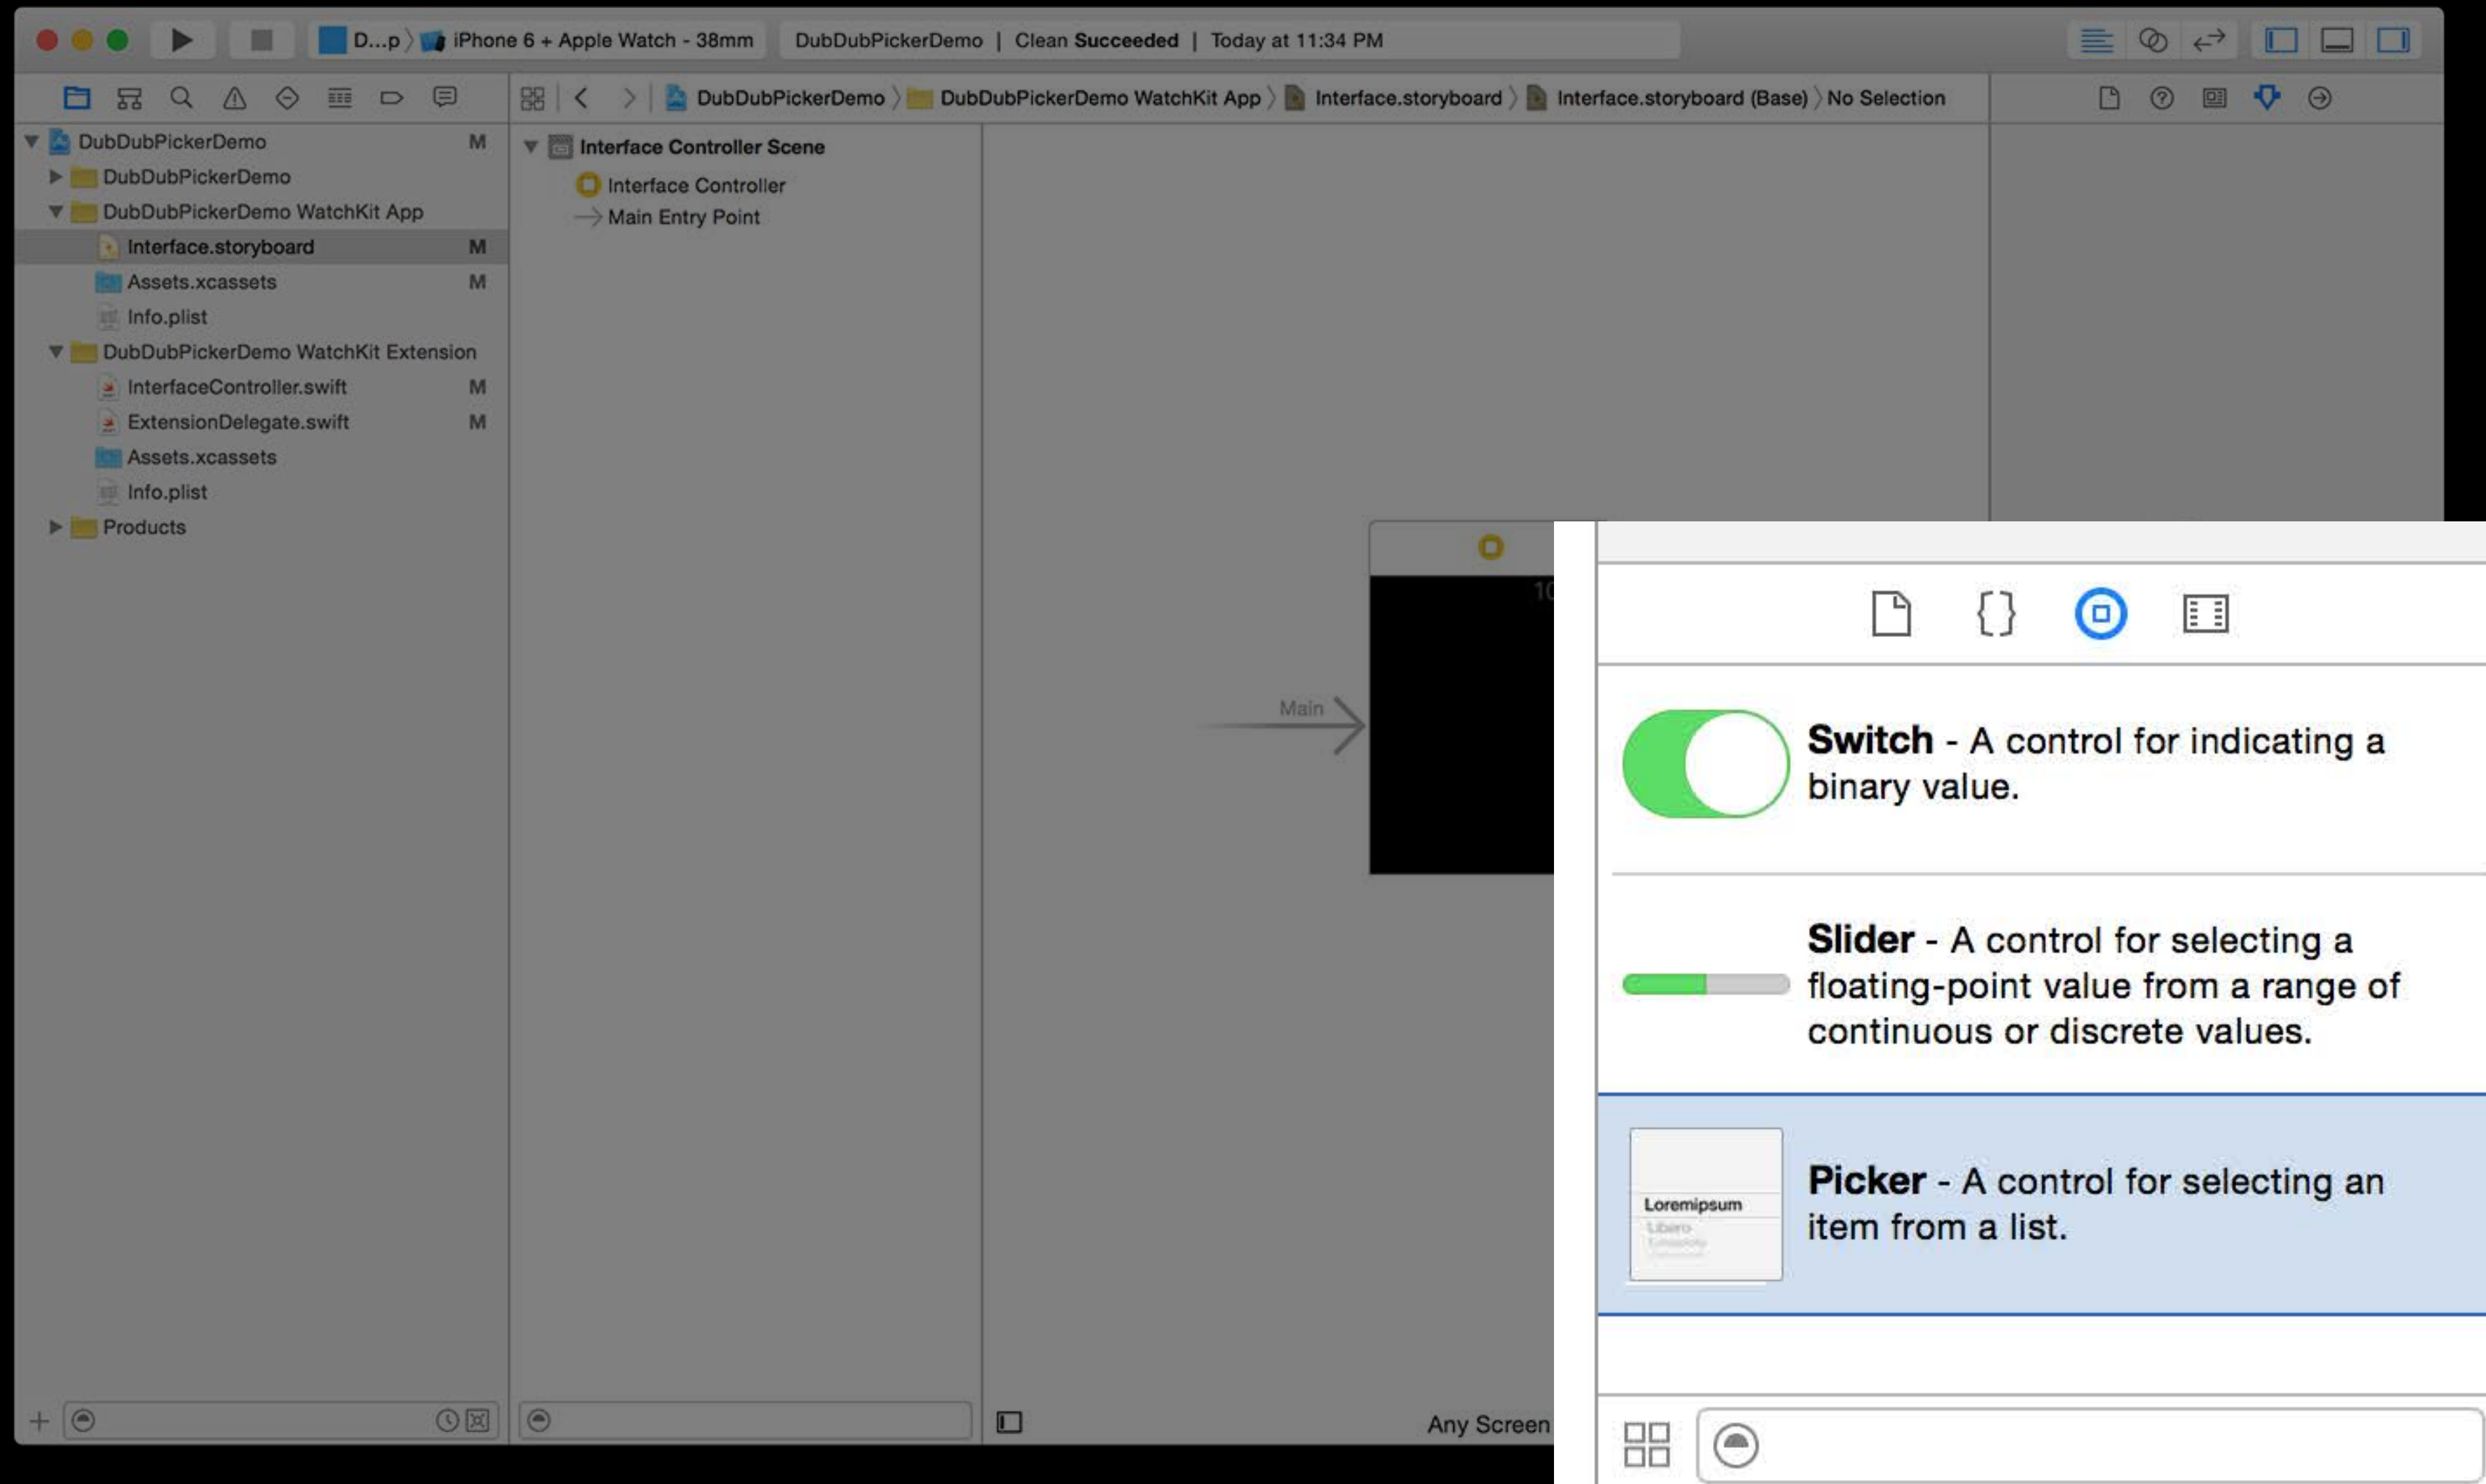 D...p 〉 iPhone 6 + Apple Watch - 38mm
DubDubPickerDemo | Clean Succeeded | Today at 11:34 PM
DubDubPickerDemo 〉 DubDubPickerDemo WatchKit App 〉 Interface.storyboard 〉 Interface.storyboard (Base) 〉 No Selection
DubDubPickerDemo M
DubDubPickerDemo
DubDubPickerDemo WatchKit App
Interface.storyboard M
Assets.xcassets M
Info.plist
DubDubPickerDemo WatchKit Extension
InterfaceController.swift M
ExtensionDelegate.swift M
Assets.xcassets
Info.plist
Products
Interface Controller Scene
Interface Controller
Main Entry Point
10
Main
Any Screen
{}
Switch - A control for indicating a
binary value.
Slider - A control for selecting a
floating-point value from a range of
continuous or discrete values.
Loremipsum
Libero
Picker - A control for selecting an
item from a list.